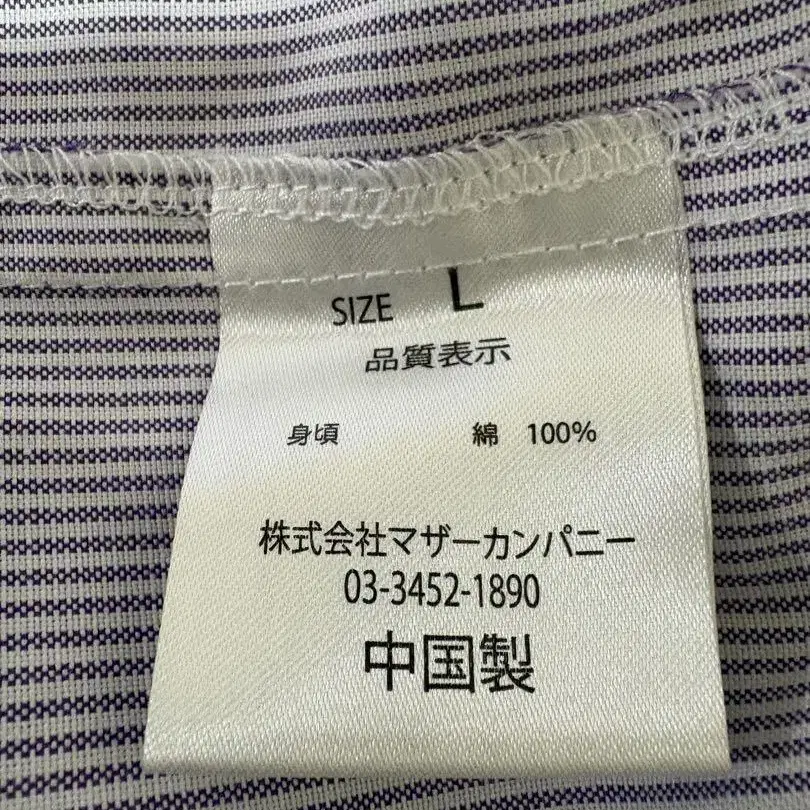 SIZE L
品質表示
身頃 綿 100%
株式会社マザーカンパニー
03-3452-1890
中国製